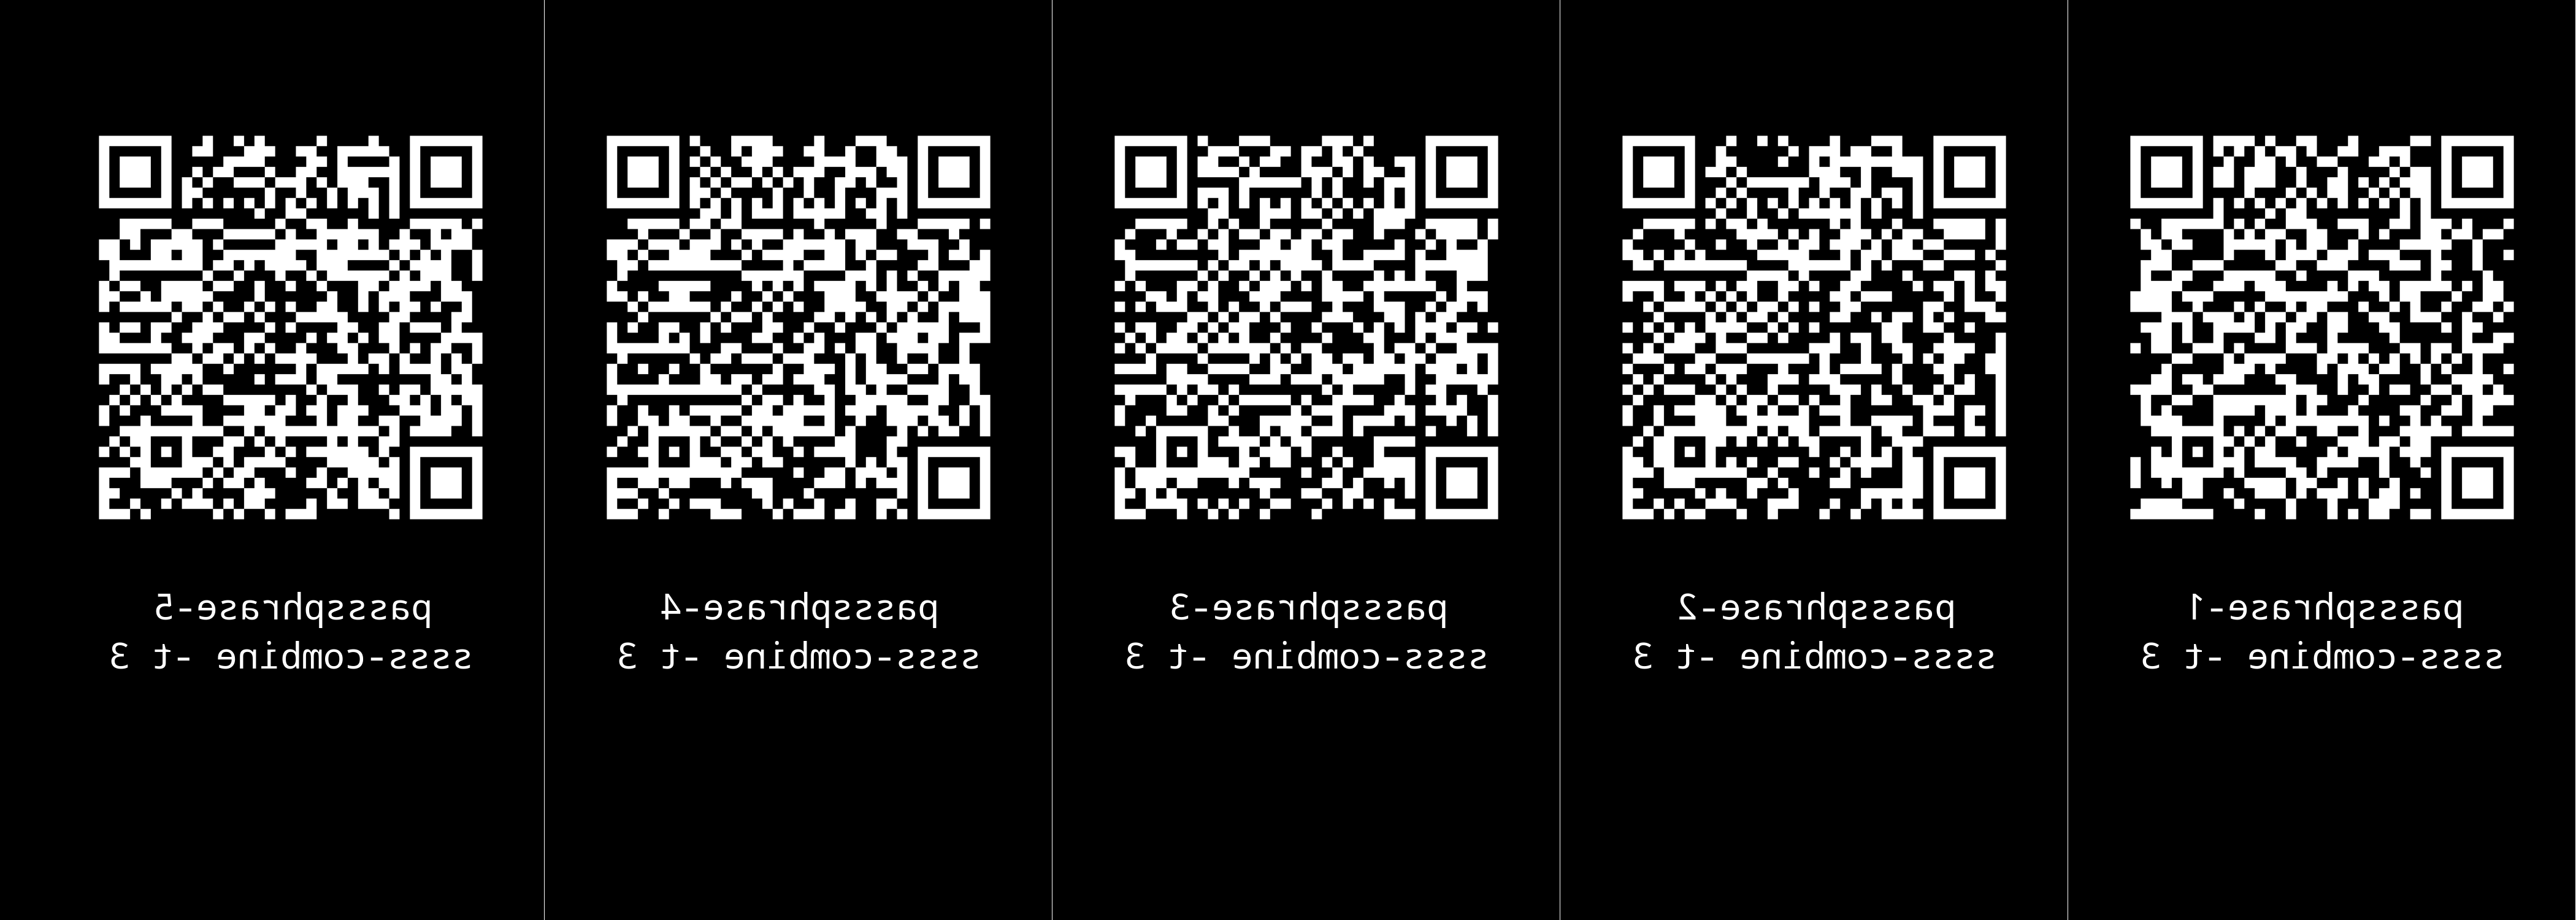 passphrase-1
ssss-combine -t 3
passphrase-2
ssss-combine -t 3
passphrase-3
ssss-combine -t 3
passphrase-4
ssss-combine -t 3
passphrase-5
ssss-combine -t 3